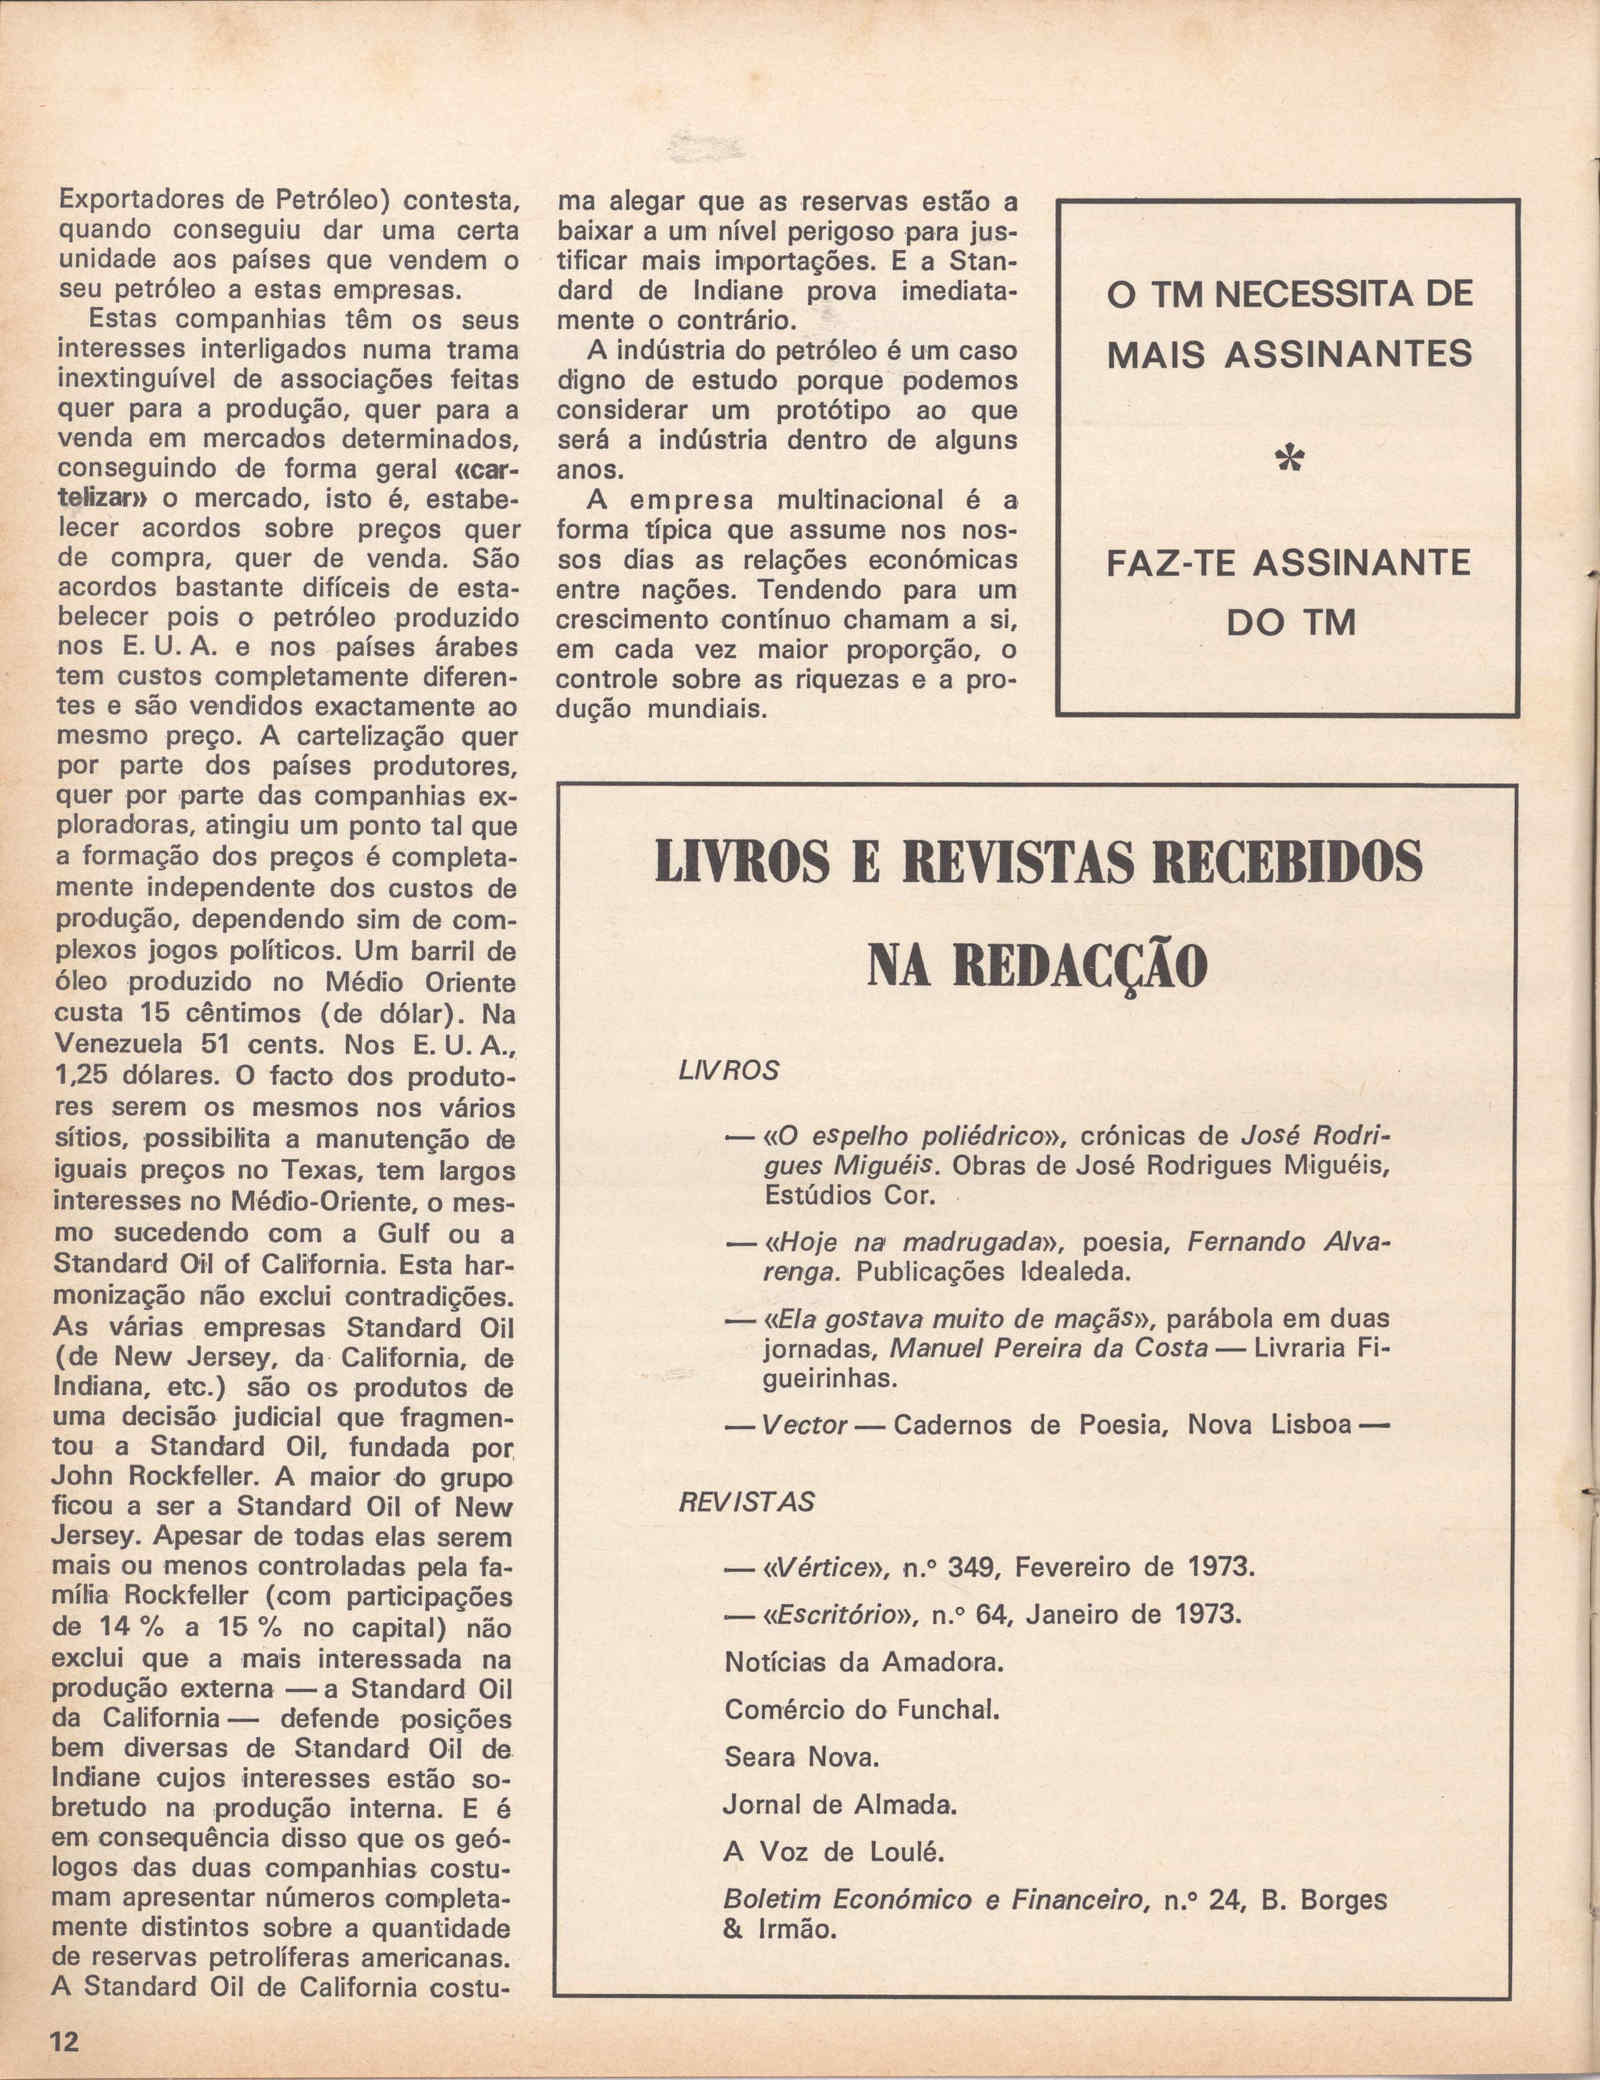 Exportadores de Petróleo) contesta,
quando conseguiu dar uma certa
unidade aos países que vendem o
seu petróleo a estas empresas.
Estas companhias têm os seus
interesses interligados numa trama
inextinguível de associações feitas
quer para a produção, quer para a
venda em mercados determinados,
conseguindo de forma geral «car-
telizar» o mercado, isto é, estabe-
lecer acordos sobre preços quer
de compra, quer de venda. São
acordos bastante difíceis de esta-
belecer pois o petróleo produzido
nos E. U. A. e nos países árabes
tem custos completamente diferen-
tes e são vendidos exactamente ao
mesmo preço. A cartelização quer
por parte dos países produtores,
quer por parte das companhias ex-
ploradoras, atingiu um ponto tal que
a formação dos preços é completa-
mente independente dos custos de
produção, dependendo sim de com-
plexos jogos políticos. Um barril de
óleo produzido no Médio Oriente
custa 15 cêntimos (de dólar). Na
Venezuela 51 cents. Nos E. U. A.,
1,25 dólares. O facto dos produto-
res serem os mesmos nos vários
sítios, possibilita a manutenção de
iguais preços no Texas, tem largos
interesses no Médio-Oriente, o mes-
mo sucedendo com a Gulf ou a
Standard Oil of California. Esta har-
monização não exclui contradições.
As várias empresas Standard Oil
(de New Jersey, da California, de
Indiana, etc.) são os produtos de
uma decisão judicial que fragmen-
tou a Standard Oil, fundada por
John Rockfeller. A maior do grupo
ficou a ser a Standard Oil of New
Jersey. Apesar de todas elas serem
mais ou menos controladas pela fa-
mília Rockfeller (com participações
de 14 % a 15 % no capital) não
exclui que a mais interessada na
produção externa — a Standard Oil
da California — defende posições
bem diversas de Standard Oil de
Indiane cujos interesses estão so-
bretudo na produção interna. E é
em consequência disso que os geó-
logos das duas companhias costu-
mam apresentar números completa-
mente distintos sobre a quantidade
de reservas petrolíferas americanas.
A Standard Oil de California costu-
12
ma alegar que as reservas estão a
baixar a um nível perigoso para jus-
tificar mais importações. E a Stan-
dard de Indiane prova imediata-
mente o contrário.
A indústria do petróleo é um caso
digno de estudo porque podemos
considerar um protótipo ao que
será a indústria dentro de alguns
anos.
A empresa multinacional é a
forma típica que assume nos nos-
sos dias as relações económicas
entre nações. Tendendo para um
crescimento contínuo chamam a si,
em cada vez maior proporção, o
controle sobre as riquezas e a pro-
dução mundiais.
O TM NECESSITA DE
MAIS ASSINANTES
*
FAZ-TE ASSINANTE
DO TM
LIVROS E REVISTAS RECEBIDOS
NA REDACÇÃO
LIVROS
— «O espelho poliédrico», crónicas de José Rodri-
gues Miguéis. Obras de José Rodrigues Miguéis,
Estúdios Cor.
— «Hoje na madrugada», poesia, Fernando Alva-
renga. Publicações Idealeda.
— «Ela gostava muito de maçãs», parábola em duas
jornadas, Manuel Pereira da Costa — Livraria Fi-
gueirinhas.
— Vector — Cadernos de Poesia, Nova Lisboa —
REVISTAS
— «Vértice», n.º 349, Fevereiro de 1973.
— «Escritório», n.º 64, Janeiro de 1973.
Notícias da Amadora.
Comércio do Funchal.
Seara Nova.
Jornal de Almada.
A Voz de Loulé.
Boletim Económico e Financeiro, n.º 24, B. Borges
& Irmão.